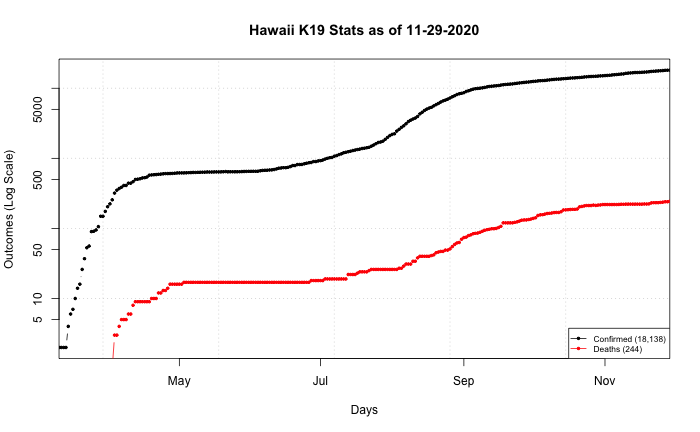 Hawaii K19 Stats as of 11-29-2020
Outcomes (Log Scale)
5000
500
50
10
5
Confirmed (18,138)
Deaths (244)
May Jul Sep Nov
Days